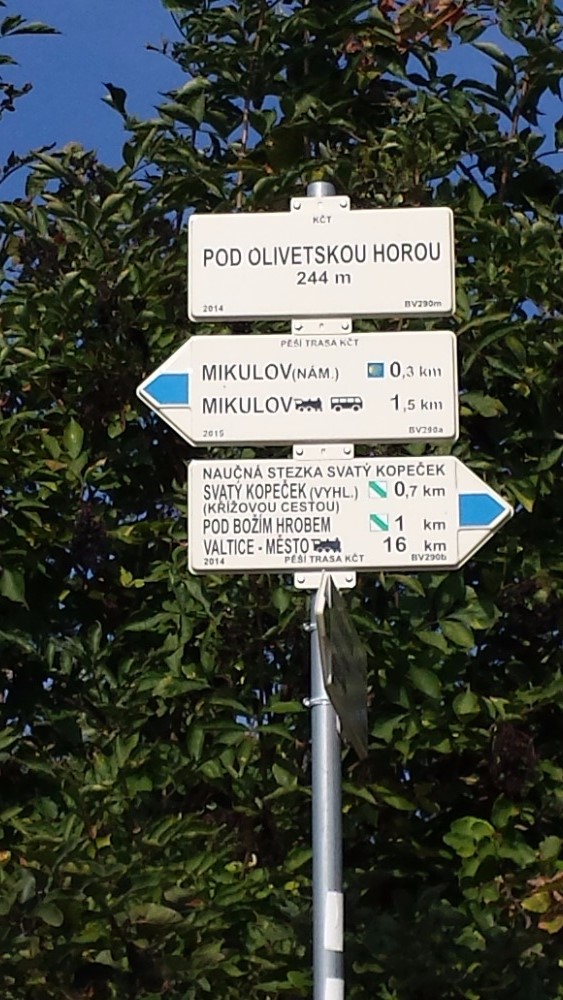 KČT
POD OLIVETSKOU HOROU
244 m
2014 BV290m
PĚŠÍ TRASA KČT
MIKULOV (NÁM.) 0,3 km
MIKULOV 1,5 km
2015 BV290a
NAUČNÁ STEZKA SVATÝ KOPEČEK
SVATÝ KOPEČEK (VYHL.) 0,7 km
(KŘÍŽOVOU CESTOU)
POD BOŽÍM HROBEM 1 km
VALTICE - MĚSTO 16 km
2014 PĚŠÍ TRASA KČT BV290b